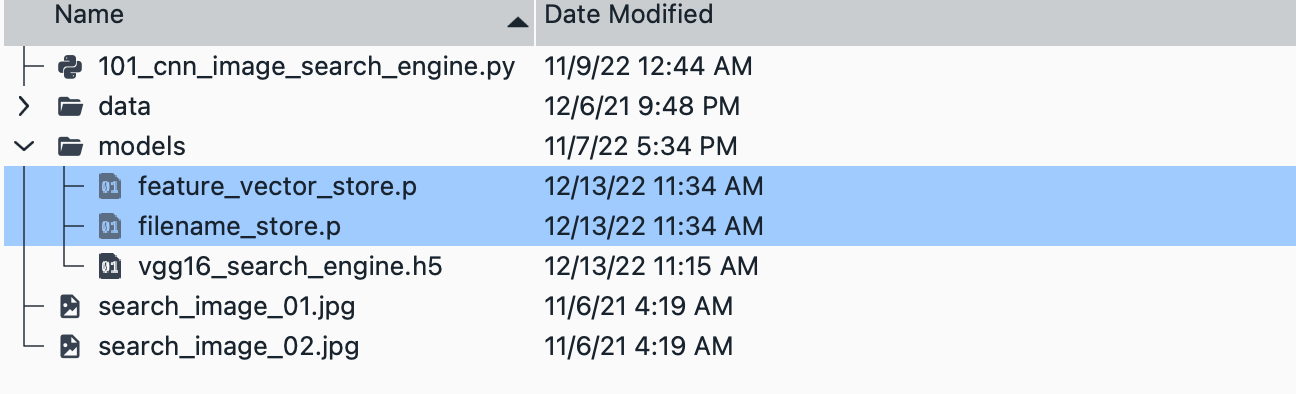 Name Date Modified
101_cnn_image_search_engine.py 11/9/22 12:44 AM
data 12/6/21 9:48 PM
models 11/7/22 5:34 PM
01 feature_vector_store.p 12/13/22 11:34 AM
01 filename_store.p 12/13/22 11:34 AM
01 vgg16_search_engine.h5 12/13/22 11:15 AM
search_image_01.jpg 11/6/21 4:19 AM
search_image_02.jpg 11/6/21 4:19 AM